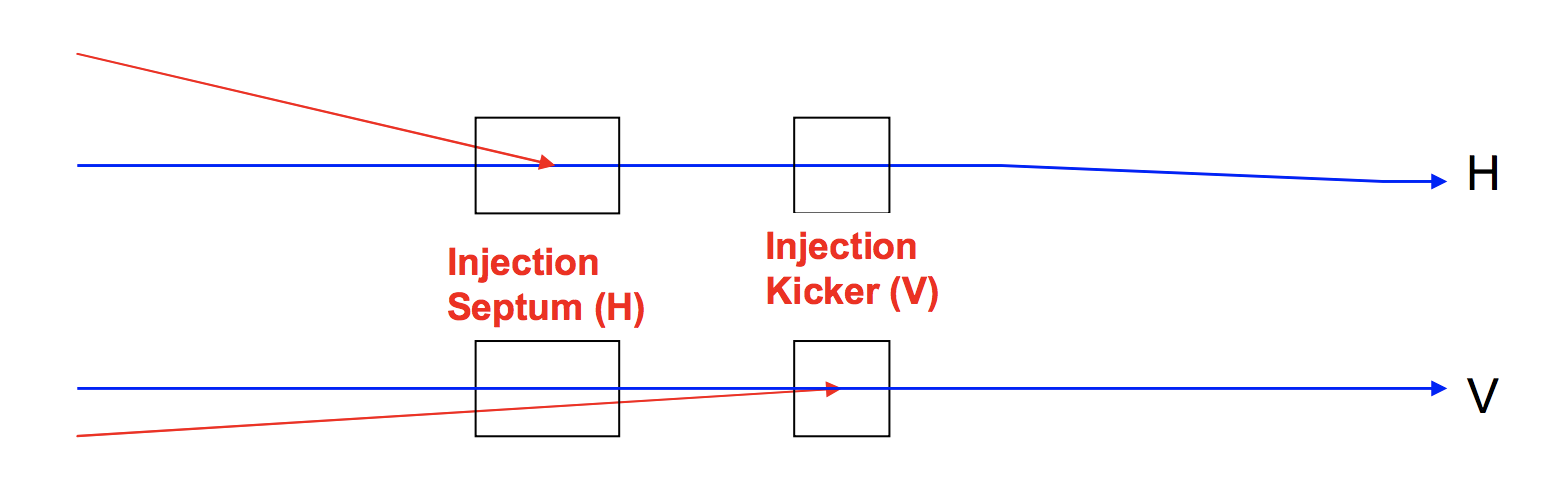 H
Injection
Septum (H)
Injection
Kicker (V)
V